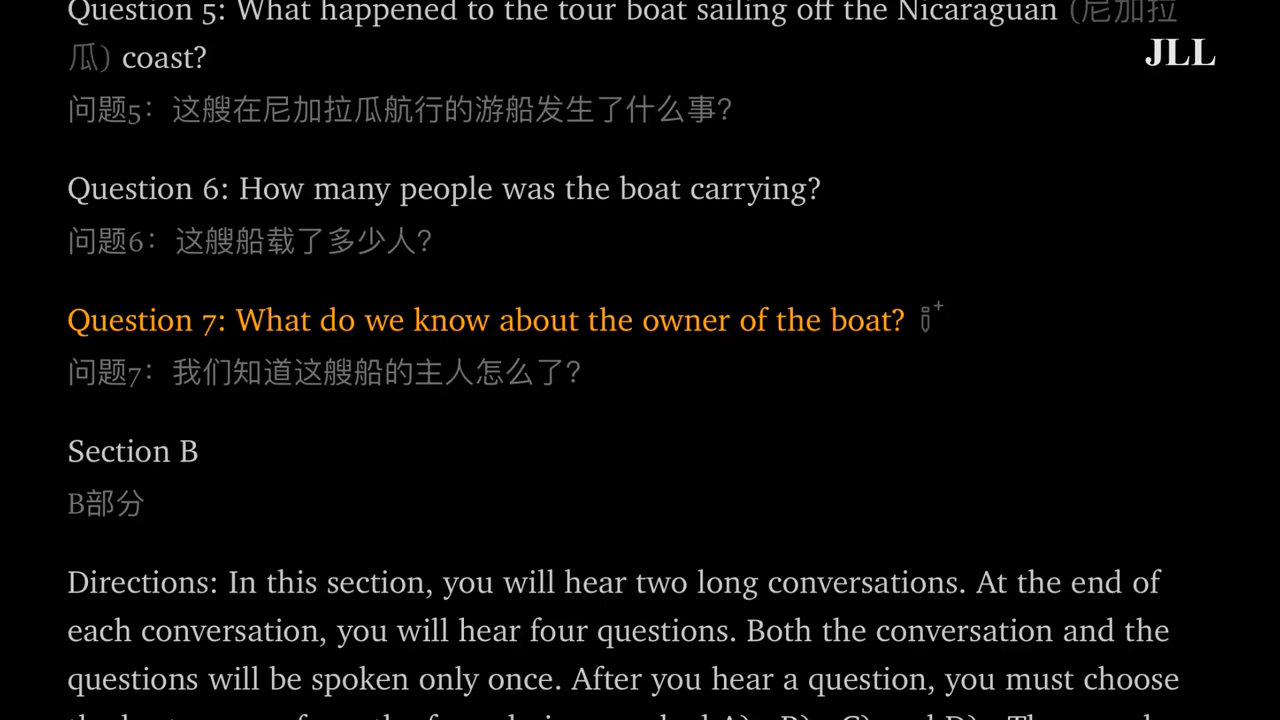 Question 5: What happened to the tour boat sailing off the Nicaraguan (尼加拉
瓜) coast?
JLL
问题5：这艘在尼加拉瓜航行的游船发生了什么事？
Question 6: How many people was the boat carrying?
问题6：这艘船载了多少人？
Question 7: What do we know about the owner of the boat?
问题7：我们知道这艘船的主人怎么了？
Section B
B部分
Directions: In this section, you will hear two long conversations. At the end of
each conversation, you will hear four questions. Both the conversation and the
questions will be spoken only once. After you hear a question, you must choose